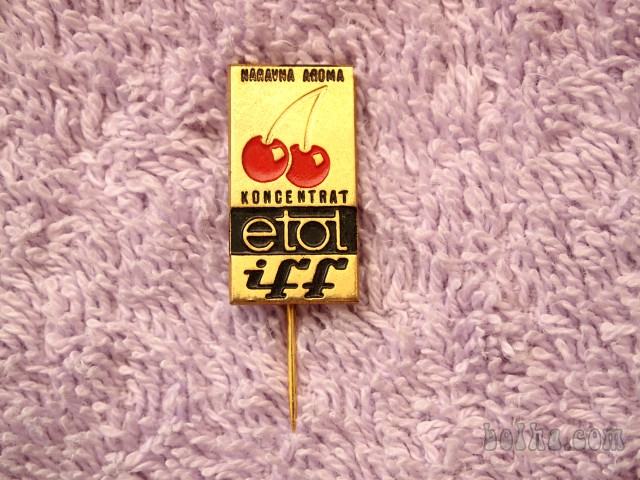 NARAVNA AROMA
KONCENTRAT
etol
iff
bolha.com